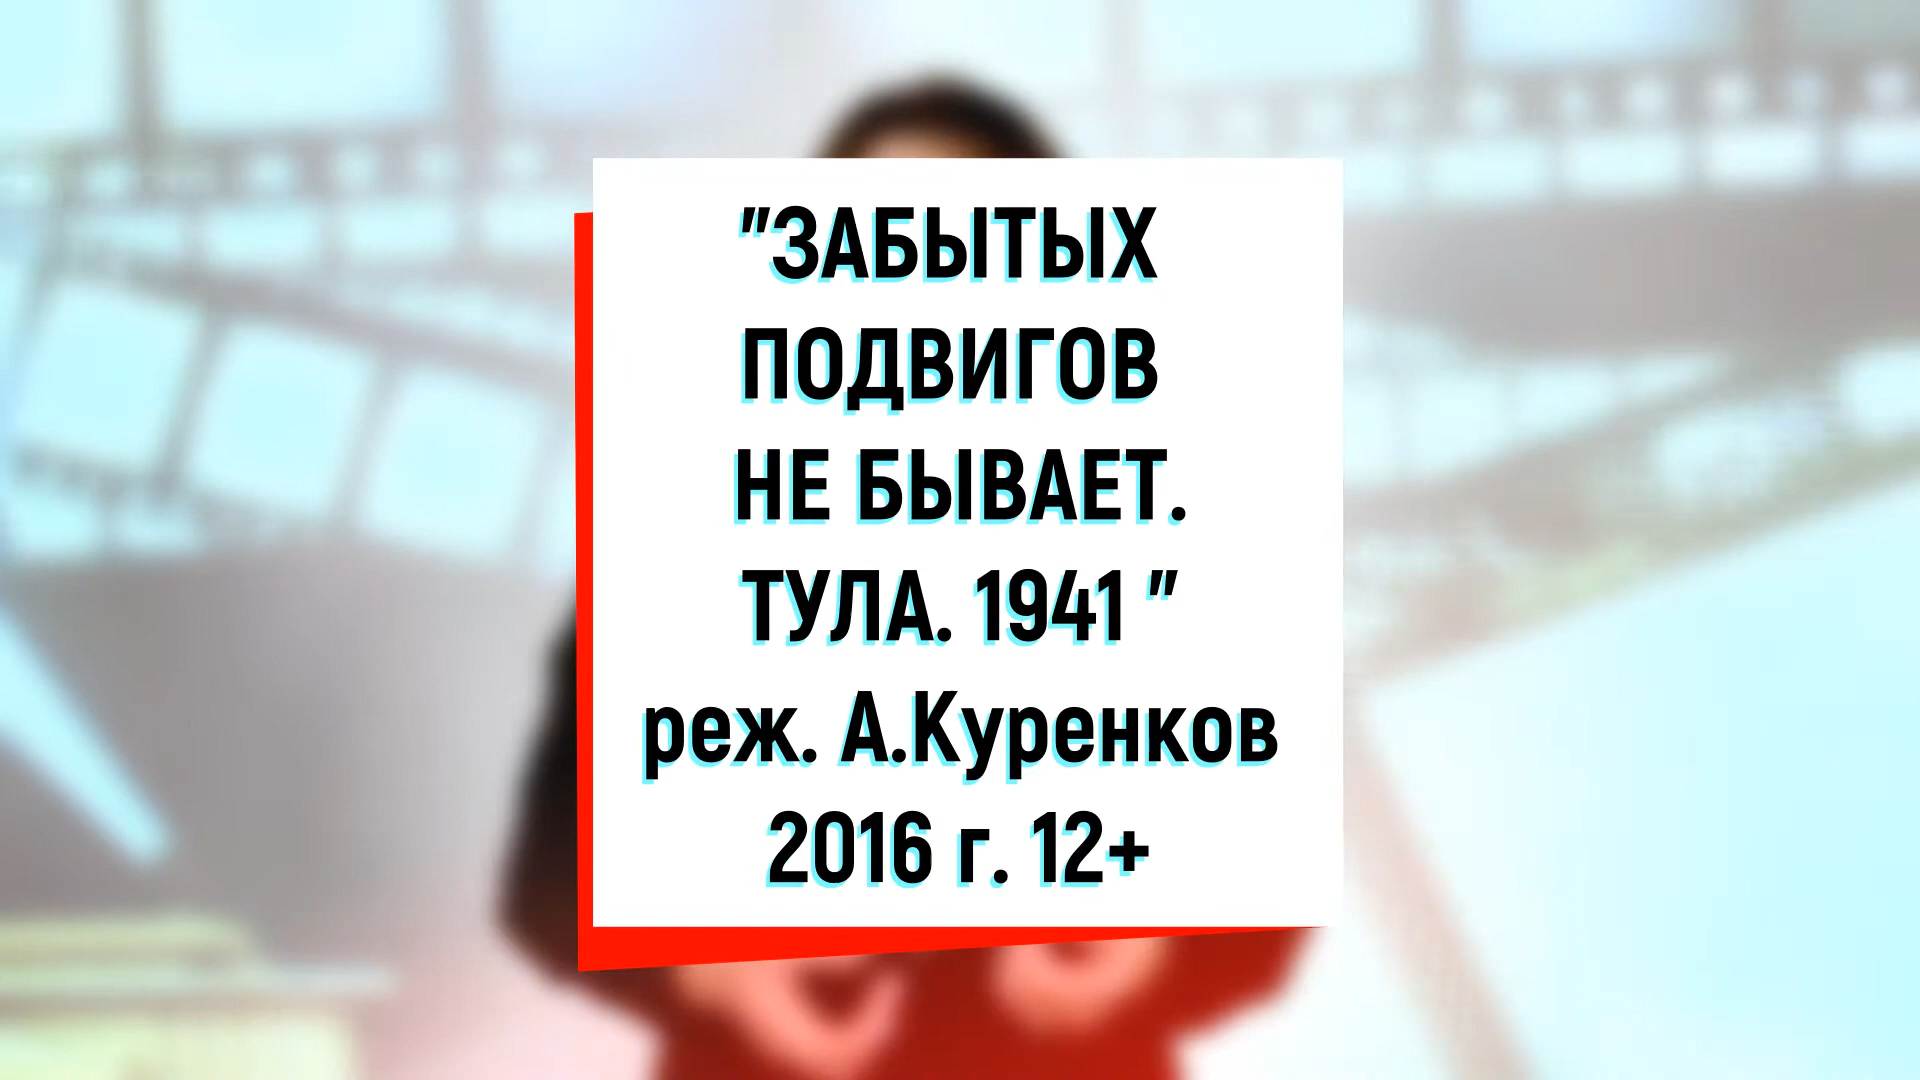 "ЗАБЫТЫХ
ПОДВИГОВ
НЕ БЫВАЕТ.
ТУЛА. 1941 "
реж. А.Куренков
2016 г. 12+